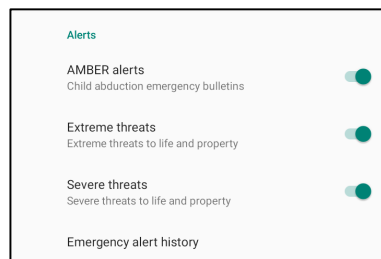 Alerts
AMBER alerts
Child abduction emergency bulletins
Extreme threats
Extreme threats to life and property
Severe threats
Severe threats to life and property
Emergency alert history